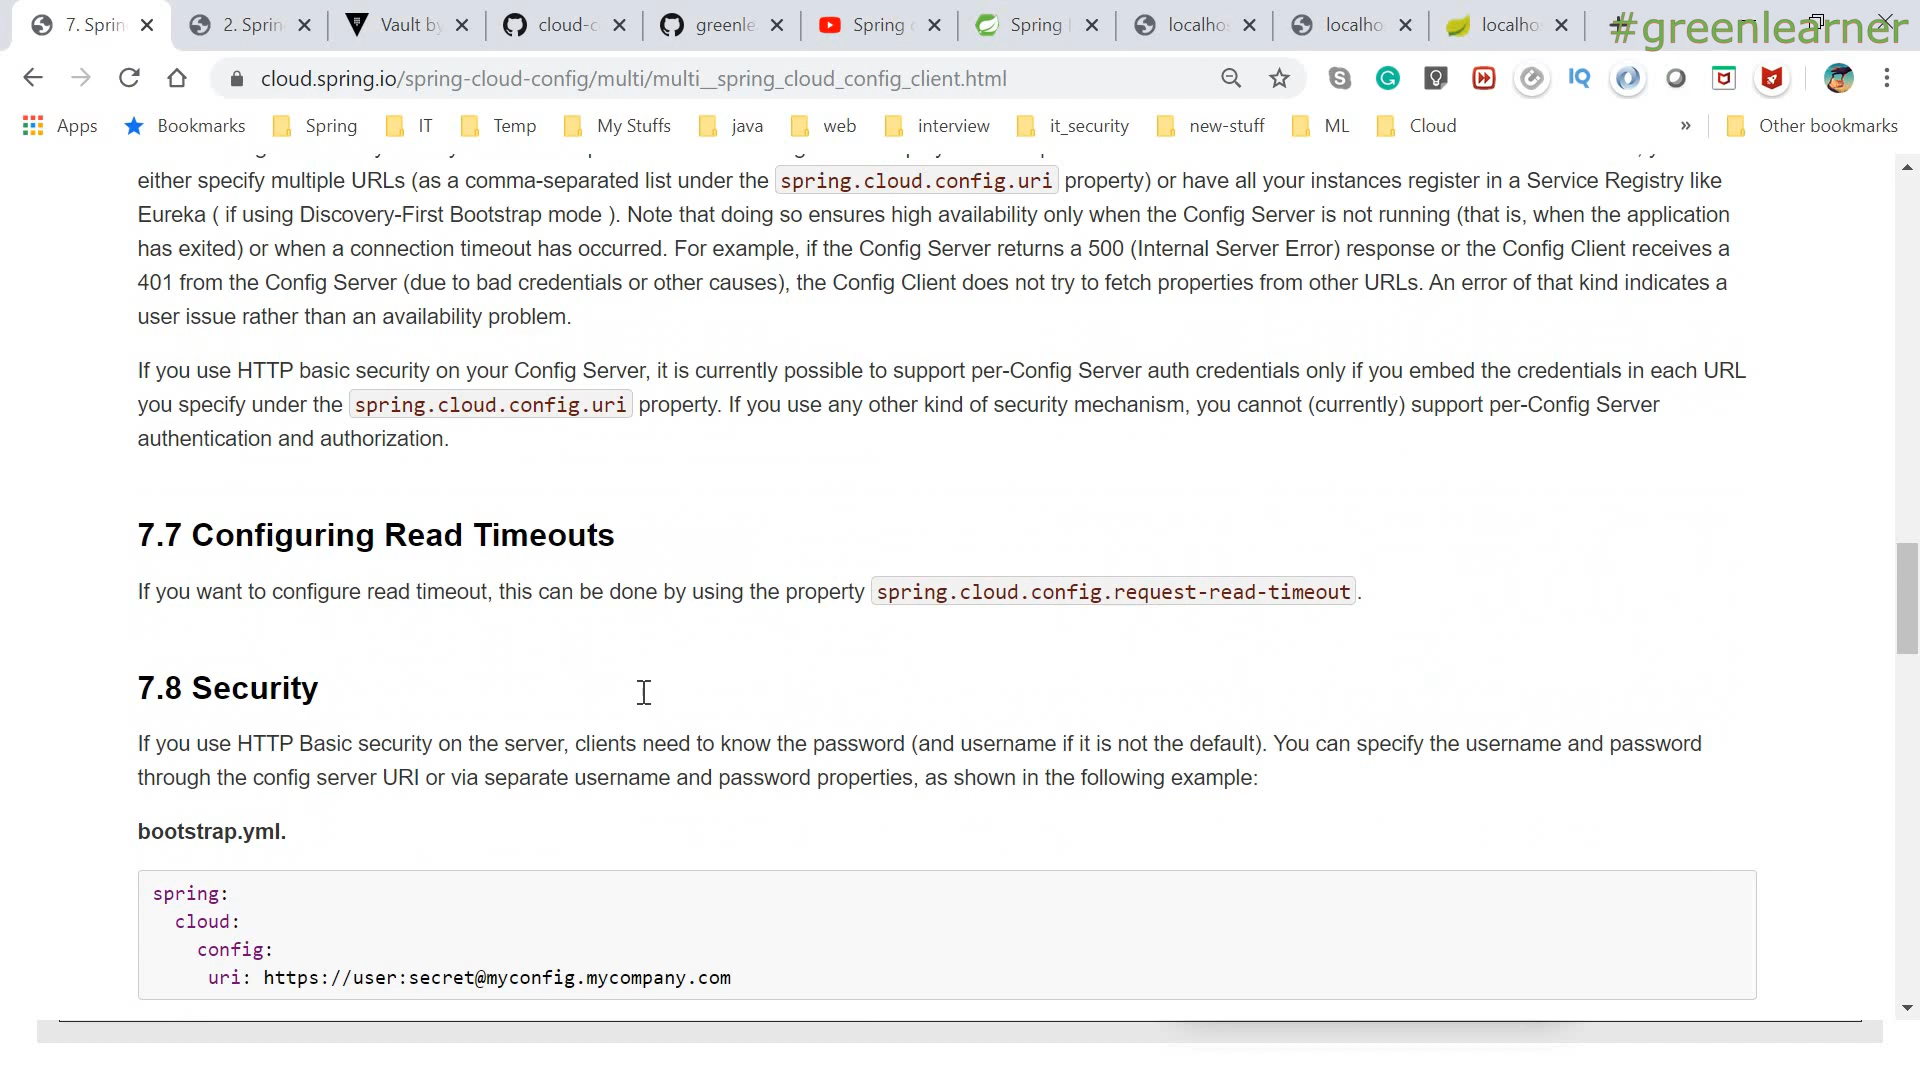 7. Sprin
2. Sprin
Vault by
cloud-c
greenle
Spring c
Spring
localho
localho
localho
#greenlearner
cloud.spring.io/spring-cloud-config/multi/multi__spring_cloud_config_client.html
Apps
Bookmarks
Spring
IT
Temp
My Stuffs
java
web
interview
it_security
new-stuff
ML
Cloud
»
Other bookmarks
either specify multiple URLs (as a comma-separated list under the spring.cloud.config.uri property) or have all your instances register in a Service Registry like
Eureka ( if using Discovery-First Bootstrap mode ). Note that doing so ensures high availability only when the Config Server is not running (that is, when the application
has exited) or when a connection timeout has occurred. For example, if the Config Server returns a 500 (Internal Server Error) response or the Config Client receives a
401 from the Config Server (due to bad credentials or other causes), the Config Client does not try to fetch properties from other URLs. An error of that kind indicates a
user issue rather than an availability problem.
If you use HTTP basic security on your Config Server, it is currently possible to support per-Config Server auth credentials only if you embed the credentials in each URL
you specify under the spring.cloud.config.uri property. If you use any other kind of security mechanism, you cannot (currently) support per-Config Server
authentication and authorization.
7.7 Configuring Read Timeouts
If you want to configure read timeout, this can be done by using the property spring.cloud.config.request-read-timeout.
7.8 Security
If you use HTTP Basic security on the server, clients need to know the password (and username if it is not the default). You can specify the username and password
through the config server URI or via separate username and password properties, as shown in the following example:
bootstrap.yml.
spring:
cloud:
config:
uri: https://user:secret@myconfig.mycompany.com